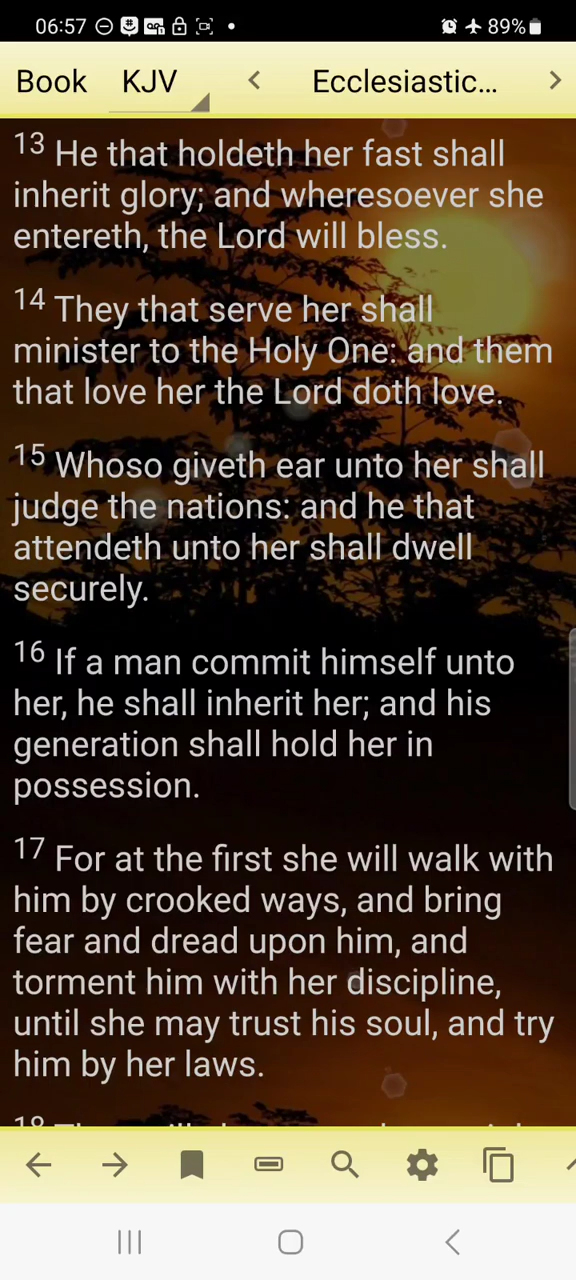 06:57 89%
Book KJV < Ecclesiastic... >
13 He that holdeth her fast shall
inherit glory; and wheresoever she
entereth, the Lord will bless.
14 They that serve her shall
minister to the Holy One: and them
that love her the Lord doth love.
15 Whoso giveth ear unto her shall
judge the nations: and he that
attendeth unto her shall dwell
securely.
16 If a man commit himself unto
her, he shall inherit her; and his
generation shall hold her in
possession.
17 For at the first she will walk with
him by crooked ways, and bring
fear and dread upon him, and
torment him with her discipline,
until she may trust his soul, and try
him by her laws.